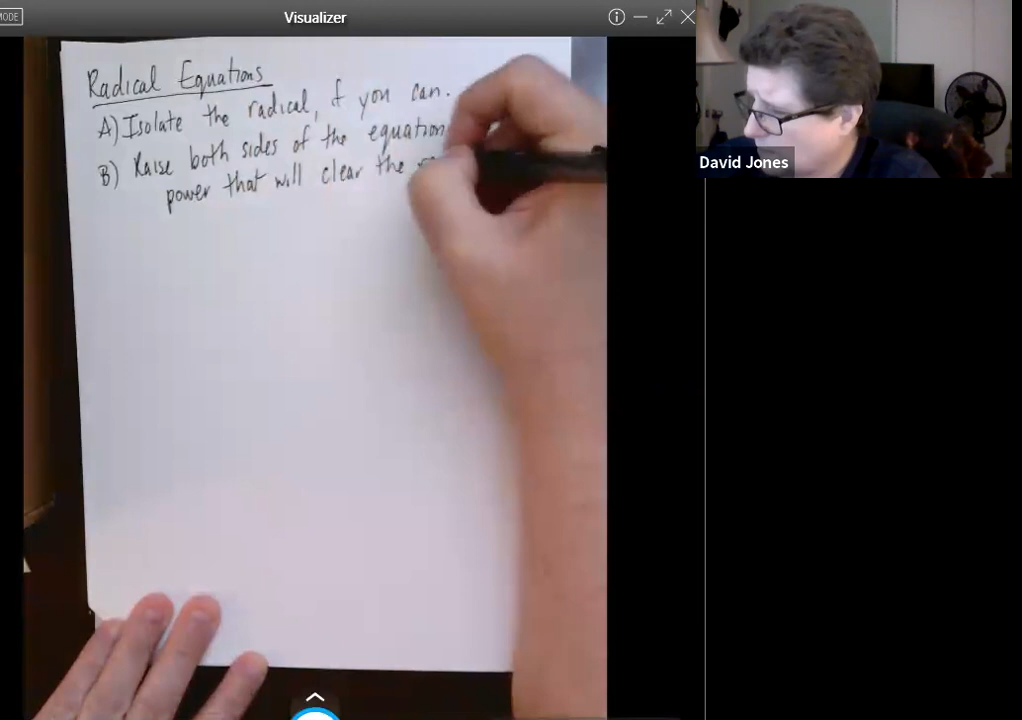 MODE
Visualizer
Radical Equations
A) Isolate the radical, if you can.
B) Raise both sides of the equation
power that will clear the
David Jones